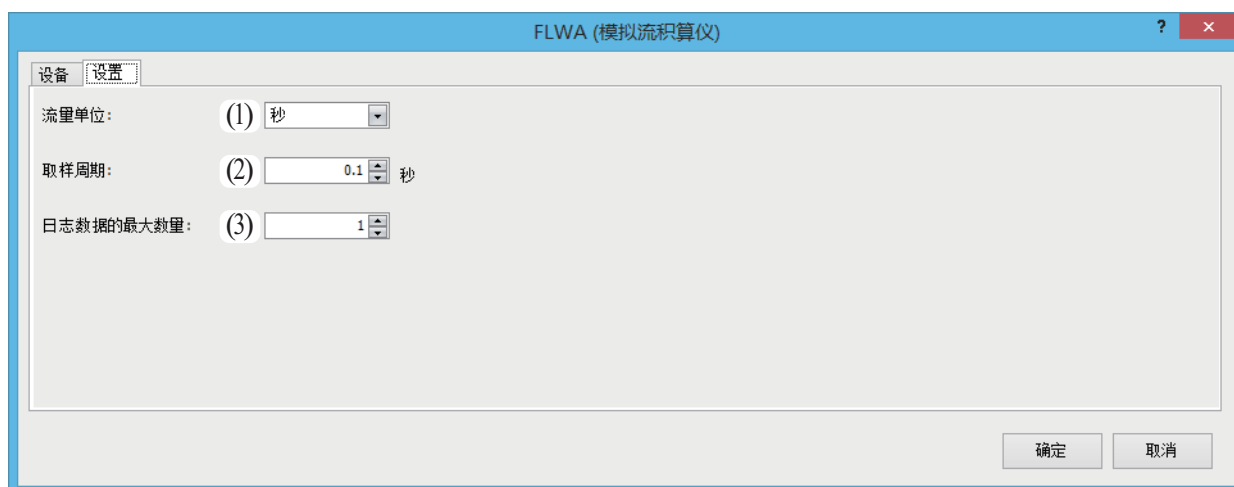 FLWA (模拟流积算仪)
? ×
设备 设置
流量单位: (1) 秒
取样周期: (2) 0.1 秒
日志数据的最大数量: (3) 1
确定 取消